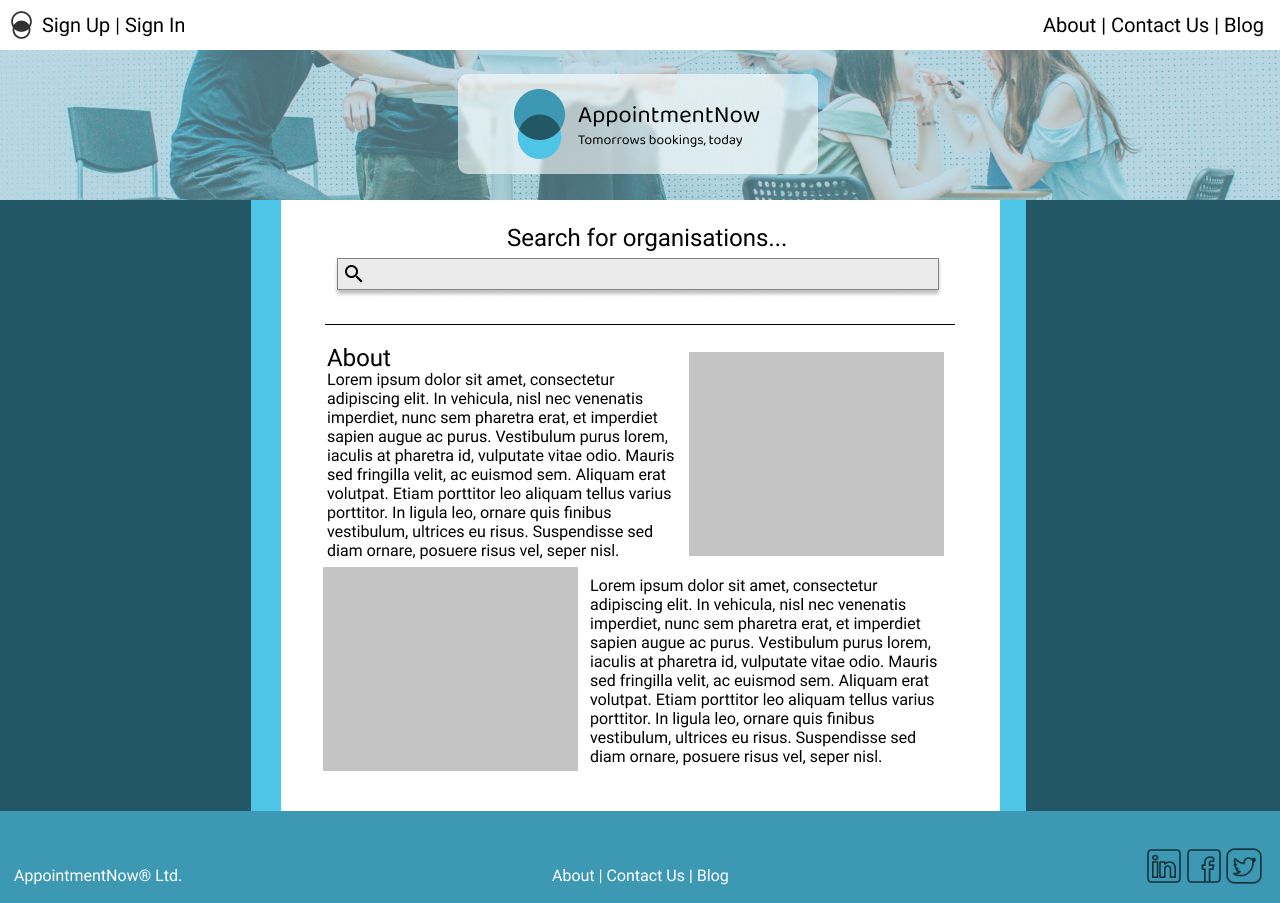 Sign Up | Sign In
About | Contact Us | Blog
AppointmentNow
Tomorrows bookings, today
Search for organisations...
About
Lorem ipsum dolor sit amet, consectetur
adipiscing elit. In vehicula, nisl nec venenatis
imperdiet, nunc sem pharetra erat, et imperdiet
sapien augue ac purus. Vestibulum purus lorem,
iaculis at pharetra id, vulputate vitae odio. Mauris
sed fringilla velit, ac euismod sem. Aliquam erat
volutpat. Etiam porttitor leo aliquam tellus varius
porttitor. In ligula leo, ornare quis finibus
vestibulum, ultrices eu risus. Suspendisse sed
diam ornare, posuere risus vel, seper nisl.
Lorem ipsum dolor sit amet, consectetur
adipiscing elit. In vehicula, nisl nec venenatis
imperdiet, nunc sem pharetra erat, et imperdiet
sapien augue ac purus. Vestibulum purus lorem,
iaculis at pharetra id, vulputate vitae odio. Mauris
sed fringilla velit, ac euismod sem. Aliquam erat
volutpat. Etiam porttitor leo aliquam tellus varius
porttitor. In ligula leo, ornare quis finibus
vestibulum, ultrices eu risus. Suspendisse sed
diam ornare, posuere risus vel, seper nisl.
AppointmentNow® Ltd.
About | Contact Us | Blog
in f